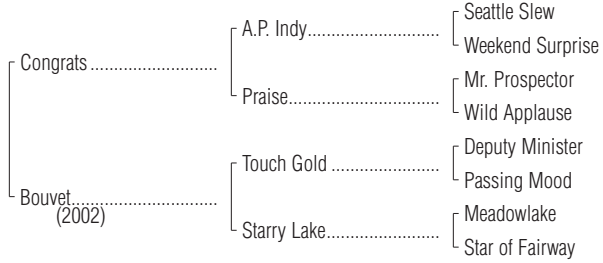 Seattle Slew
A.P. Indy..............................
Weekend Surprise
Congrats .............................
Mr. Prospector
Praise..................................
Wild Applause
Deputy Minister
Touch Gold .........................
Passing Mood
Bouvet.................................
(2002)
Meadowlake
Starry Lake..........................
Star of Fairway